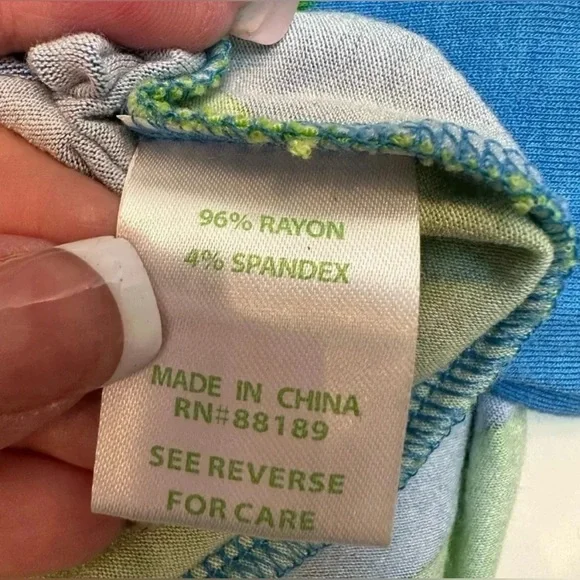 96% RAYON
4% SPANDEX
MADE IN CHINA
RN#88189
SEE REVERSE
FOR CARE